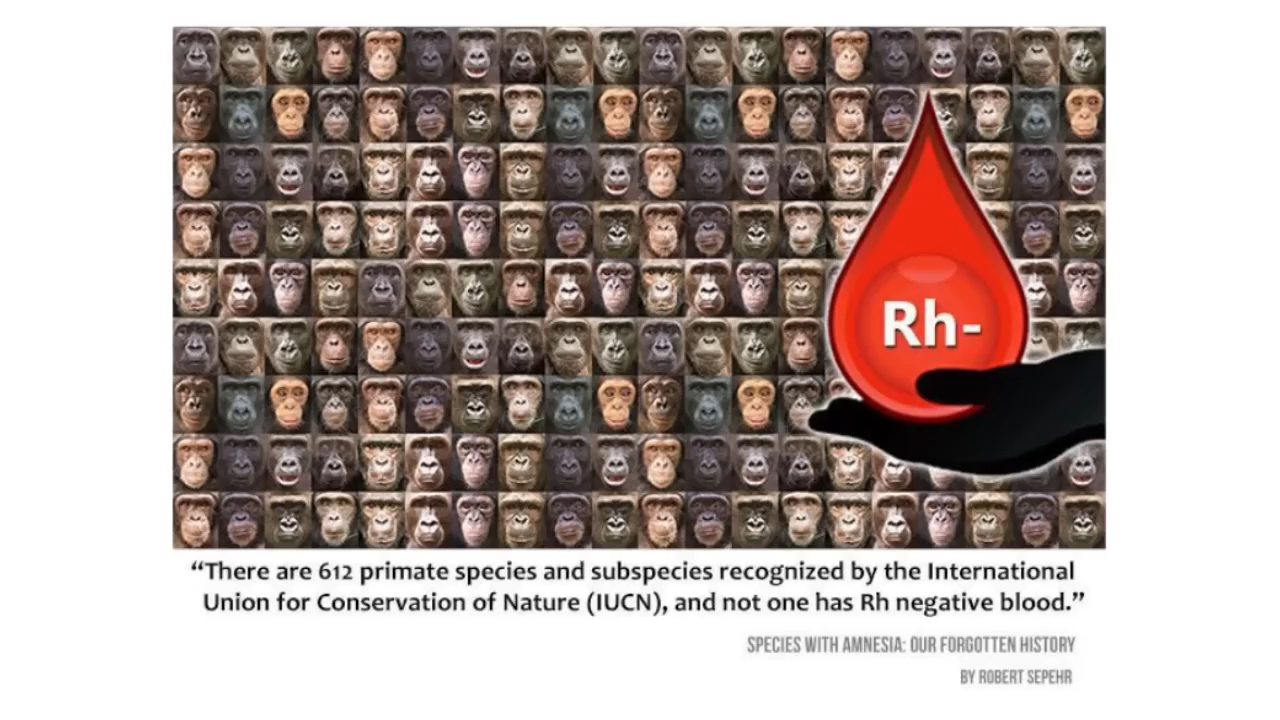 Rh-
“There are 612 primate species and subspecies recognized by the International
Union for Conservation of Nature (IUCN), and not one has Rh negative blood.”
SPECIES WITH AMNESIA: OUR FORGOTTEN HISTORY
BY ROBERT SEPEHR